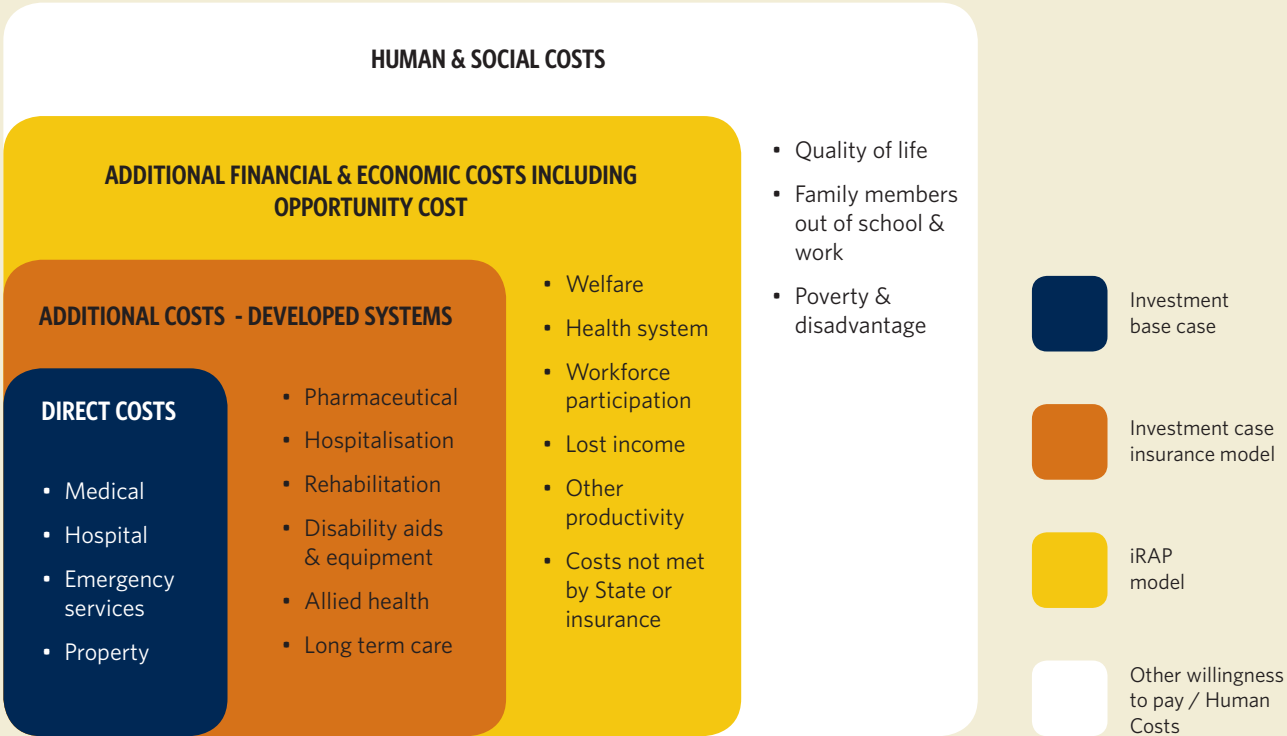 HUMAN & SOCIAL COSTS
ADDITIONAL FINANCIAL & ECONOMIC COSTS INCLUDING
OPPORTUNITY COST
ADDITIONAL COSTS - DEVELOPED SYSTEMS
DIRECT COSTS
• Medical
• Hospital
• Emergency
services
• Property
• Pharmaceutical
• Hospitalisation
• Rehabilitation
• Disability aids
& equipment
• Allied health
• Long term care
• Welfare
• Health system
• Workforce
participation
• Lost income
• Other
productivity
• Costs not met
by State or
insurance
• Quality of life
• Family members
out of school &
work
• Poverty &
disadvantage
Investment
base case
Investment case
insurance model
iRAP
model
Other willingness
to pay / Human
Costs